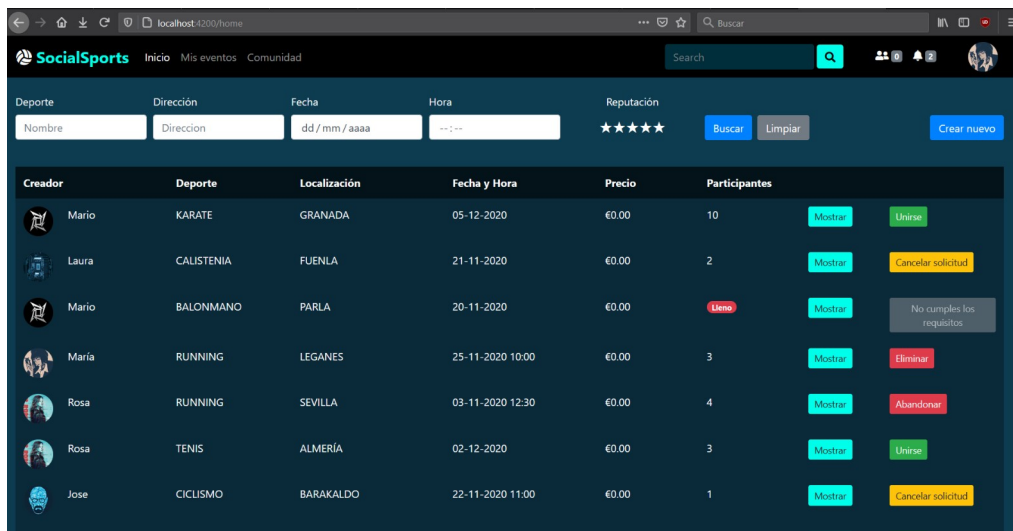 localhost:4200/home
Buscar
SocialSports Inicio Mis eventos Comunidad Search 0 2
Deporte Dirección Fecha Hora Reputación
Nombre Direccion dd / mm / aaaa -- : -- Buscar Limpiar Crear nuevo
Creador Deporte Localización Fecha y Hora Precio Participantes
Mario KARATE GRANADA 05-12-2020 €0.00 10 Mostrar Unirse
Laura CALISTENIA FUENLA 21-11-2020 €0.00 2 Mostrar Cancelar solicitud
Mario BALONMANO PARLA 20-11-2020 €0.00 Lleno Mostrar No cumples los
requisitos
María RUNNING LEGANES 25-11-2020 10:00 €0.00 3 Mostrar Eliminar
Rosa RUNNING SEVILLA 03-11-2020 12:30 €0.00 4 Mostrar Abandonar
Rosa TENIS ALMERÍA 02-12-2020 €0.00 3 Mostrar Unirse
Jose CICLISMO BARAKALDO 22-11-2020 11:00 €0.00 1 Mostrar Cancelar solicitud